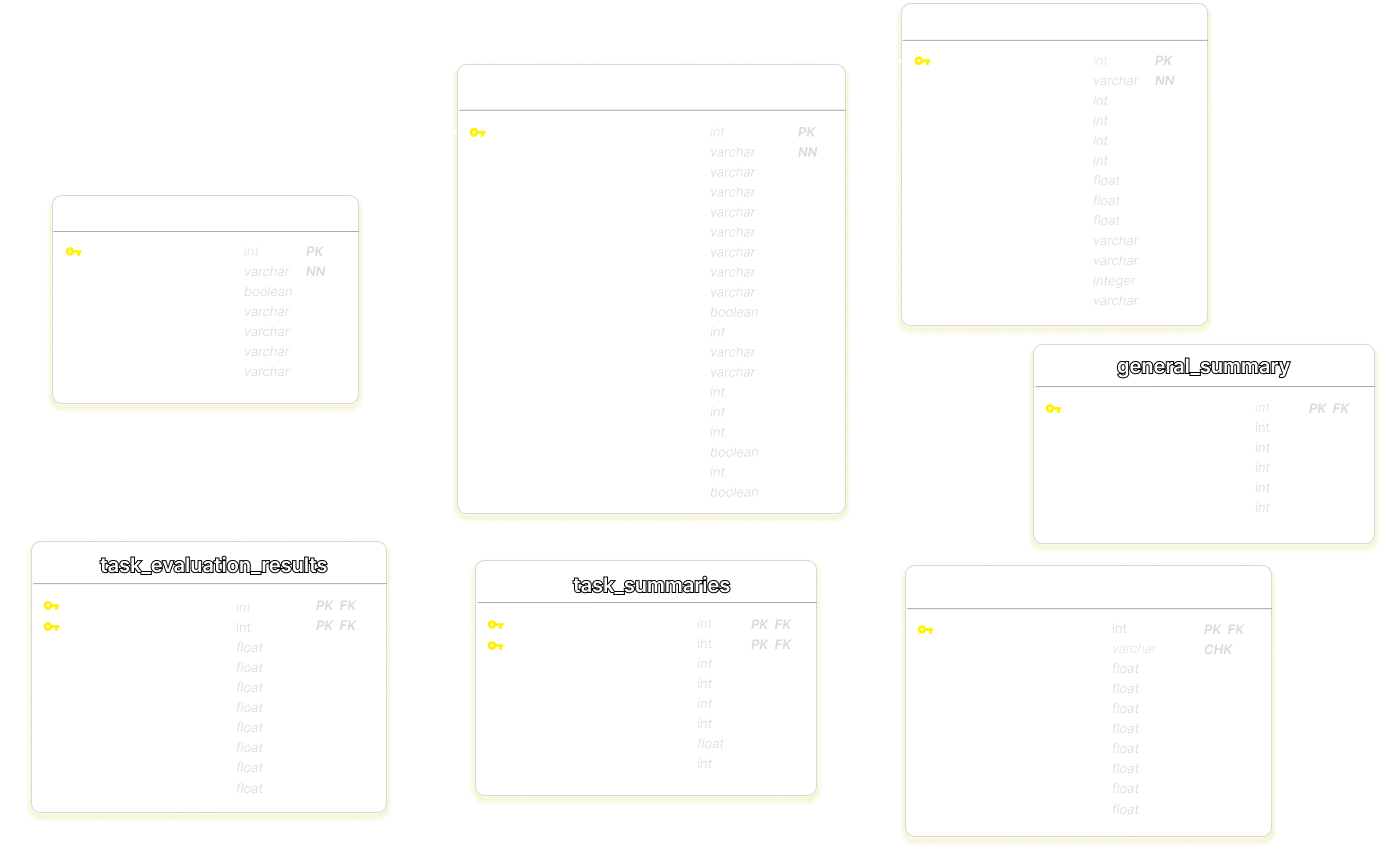 int PK
varchar NN
int
int
int
int
float
float
float
varchar
varchar
integer
varchar
int PK
varchar NN
varchar
varchar
varchar
varchar
varchar
varchar
varchar
boolean
int
varchar
varchar
int
int
int
boolean
int
boolean
int PK
varchar NN
boolean
varchar
varchar
varchar
varchar
general_summary
int PK FK
int
int
int
int
int
task_evaluation_results
int PK FK
int PK FK
float
float
float
float
float
float
float
float
task_summaries
int PK FK
int PK FK
int
int
int
int
float
int
int PK FK
varchar CHK
float
float
float
float
float
float
float
float